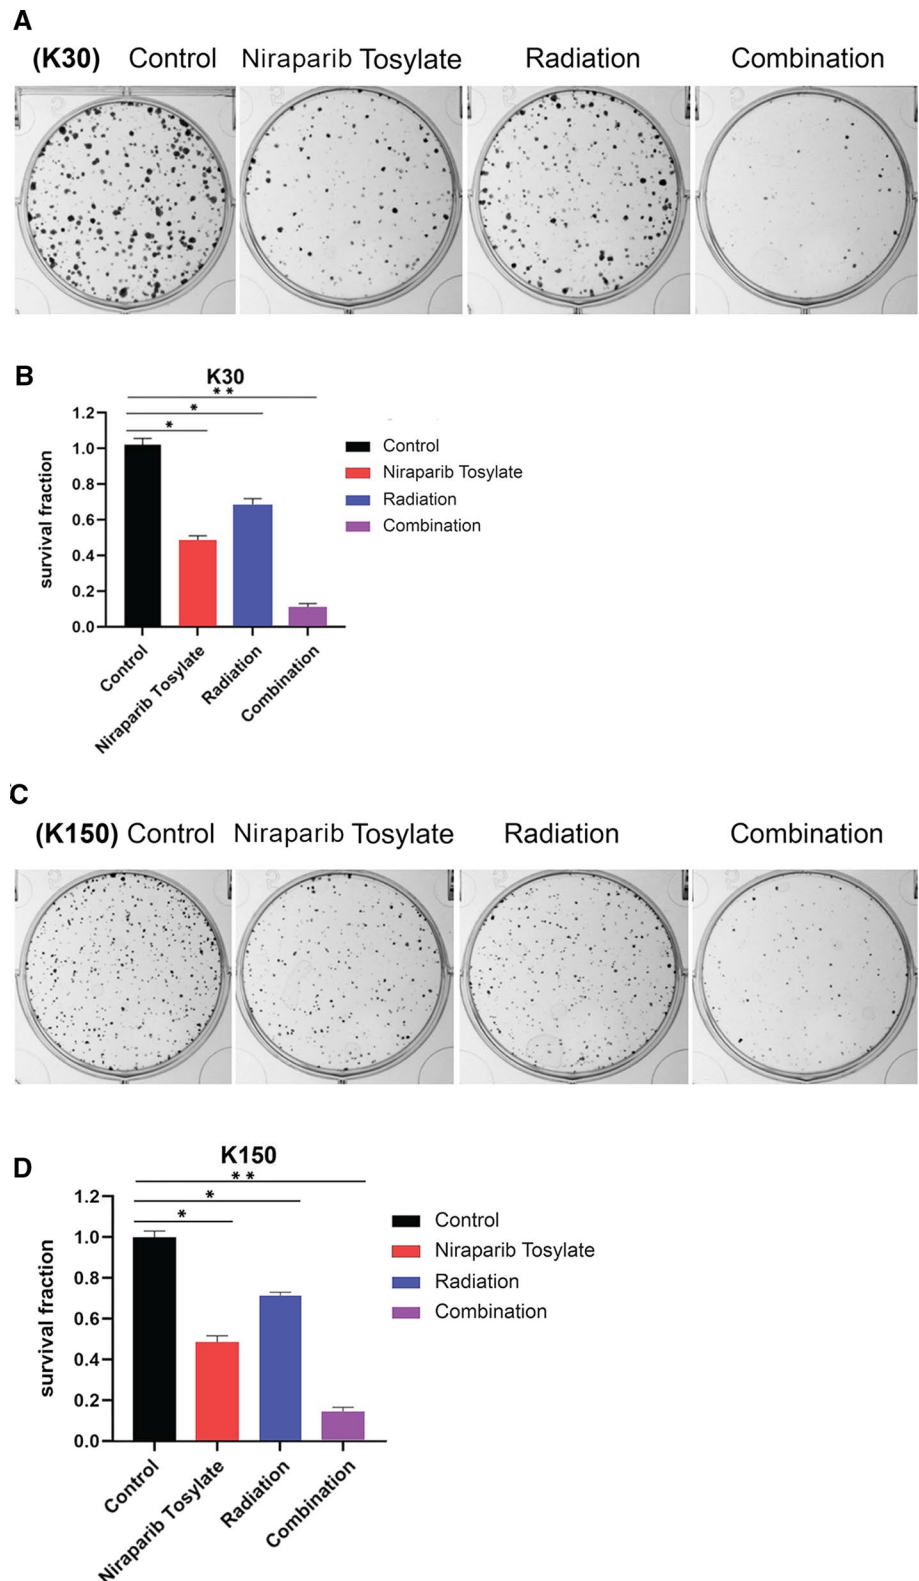 A
(K30) Control Niraparib Tosylate Radiation Combination
B
K30
**
*
*
1.2
1.0
0.8
0.6
0.4
0.2
0.0
survival fraction
Control
Niraparib Tosylate
Radiation
Combination
Control
Niraparib Tosylate
Radiation
Combination
C
(K150) Control Niraparib Tosylate Radiation Combination
D
K150
**
*
*
1.2
1.0
0.8
0.6
0.4
0.2
0.0
survival fraction
Control
Niraparib Tosylate
Radiation
Combination
Control
Niraparib Tosylate
Radiation
Combination